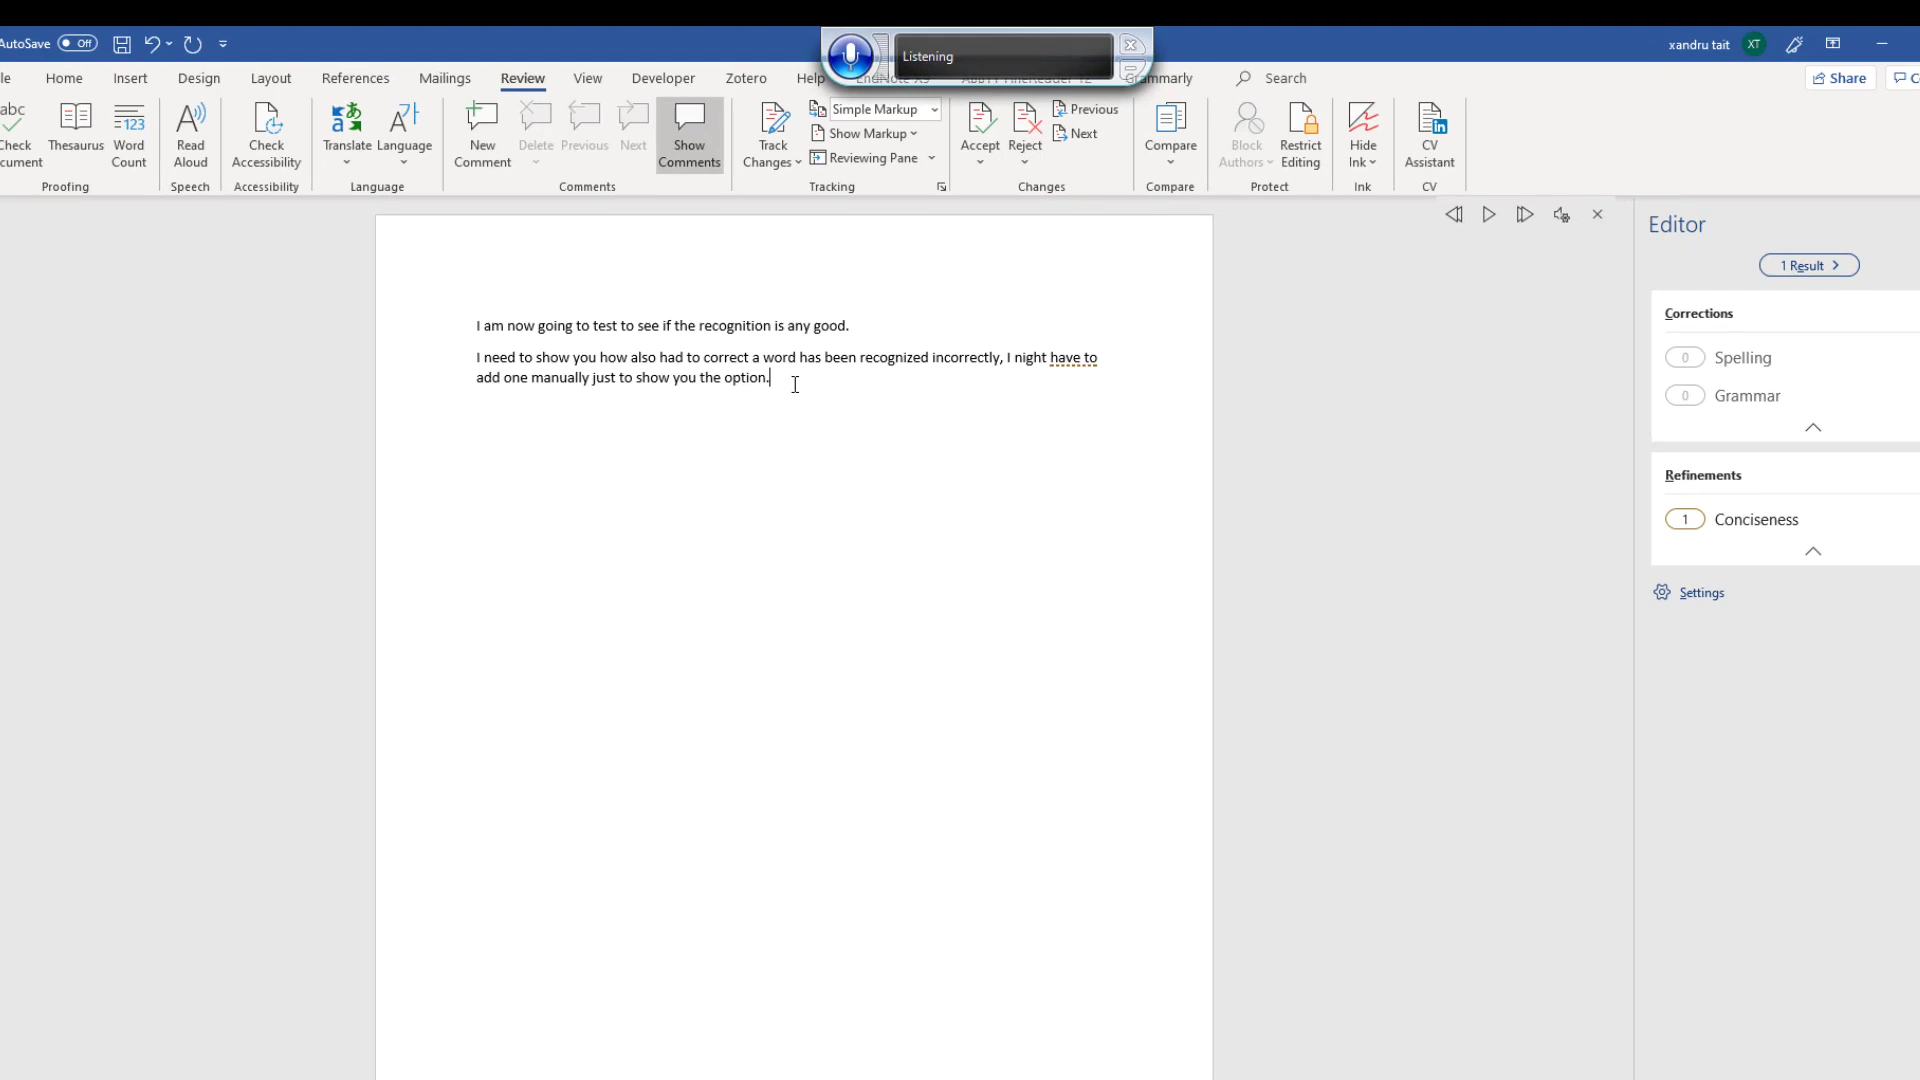 AutoSave Off
Listening
xandru tait XT
Home Insert Design Layout References Mailings Review View Developer Zotero Help Search
Share
abc
Thesaurus
Word Count
Proofing
Read Aloud
Speech
Check Accessibility
Accessibility
Translate
Language
Language
New Comment
Delete
Previous
Next
Show Comments
Comments
Track Changes
Simple Markup
Show Markup
Reviewing Pane
Tracking
Accept
Reject
Previous
Next
Changes
Compare
Compare
Block Authors
Restrict Editing
Protect
Hide Ink
Ink
CV Assistant
CV
I am now going to test to see if the recognition is any good.
I need to show you how also had to correct a word has been recognized incorrectly, I night have to
add one manually just to show you the option.
Editor
1 Result
Corrections
0 Spelling
0 Grammar
Refinements
1 Conciseness
Settings